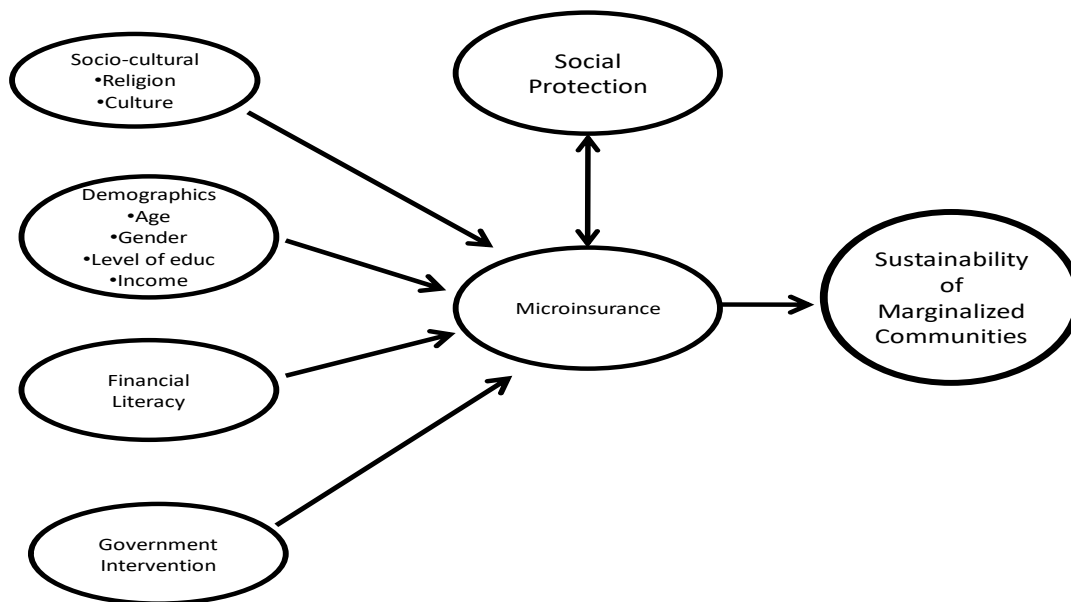 Socio-cultural
•Religion
•Culture
Social
Protection
Demographics
•Age
•Gender
•Level of educ
•Income
Microinsurance
Sustainability
of
Marginalized
Communities
Financial
Literacy
Government
Intervention